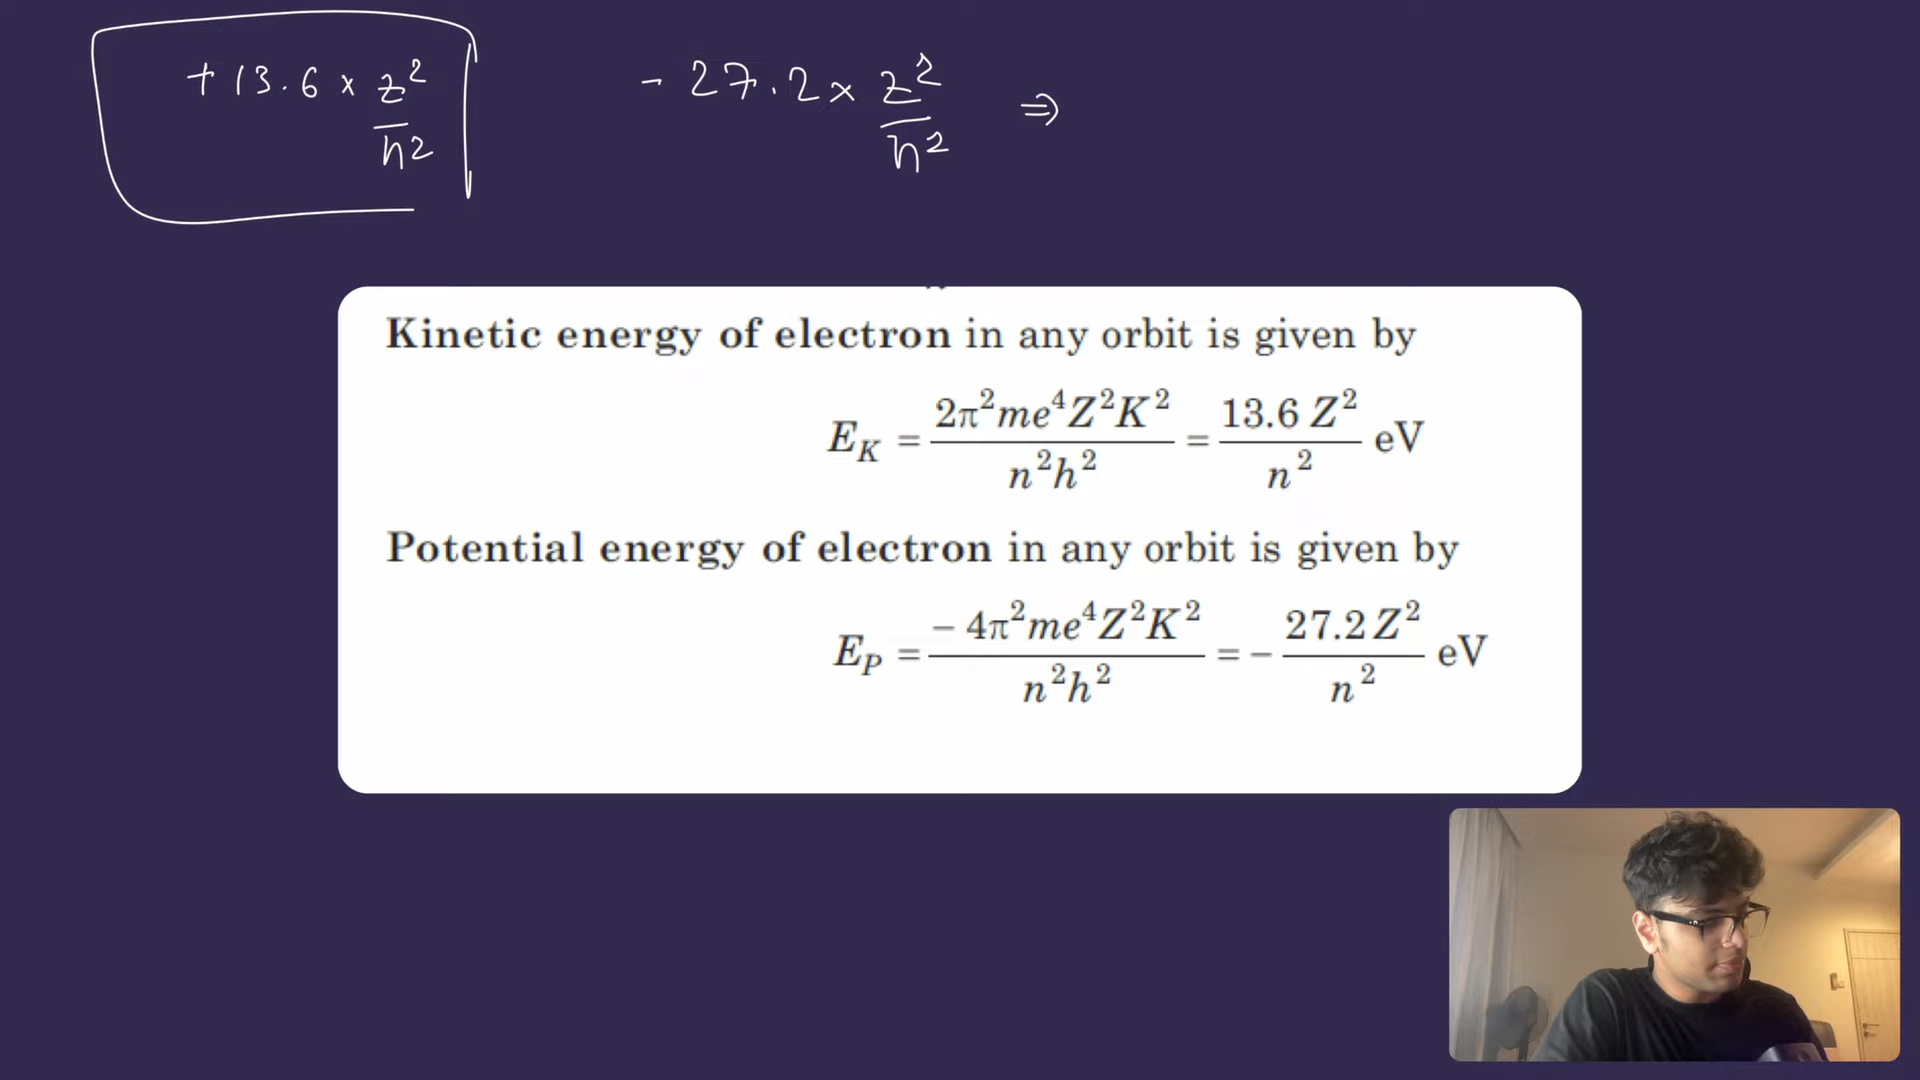 +13.6 × z²/n²
-27.2 × z²/n² ⇒
Kinetic energy of electron in any orbit is given by
E_K = 2π²me⁴Z²K² / n²h² = 13.6 Z² / n² eV
Potential energy of electron in any orbit is given by
E_P = − 4π²me⁴Z²K² / n²h² = − 27.2 Z² / n² eV